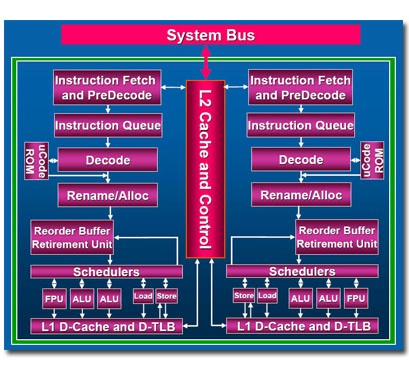 System Bus
Instruction Fetch
and PreDecode
Instruction Queue
Decode
uCode
ROM
Rename/Alloc
Reorder Buffer
Retirement Unit
Schedulers
FPU
ALU
ALU
Load
Store
L1 D-Cache and D-TLB
L2 Cache and Control
Instruction Fetch
and PreDecode
Instruction Queue
Decode
uCode
ROM
Rename/Alloc
Reorder Buffer
Retirement Unit
Schedulers
Store
Load
ALU
ALU
FPU
L1 D-Cache and D-TLB